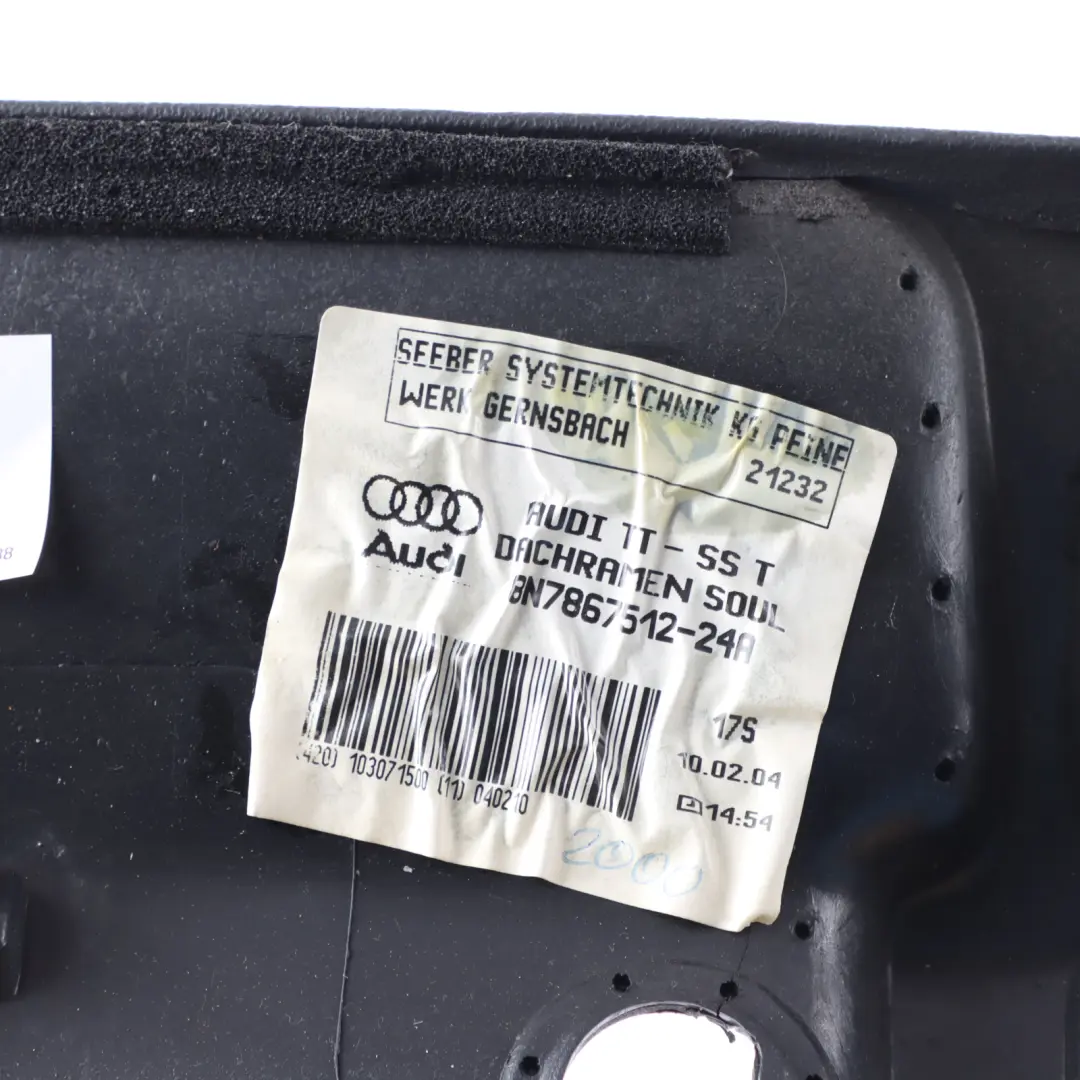 SEEBER SYSTEMTECHNIK KG PEINE
WERK GERNSBACH 21232
Audi
AUDI TT - SS T
DACHRAMEN SOUL
8N7867512-24A
17S
10.02.04
14:54
(420) 103071500 (11) 040210
2000